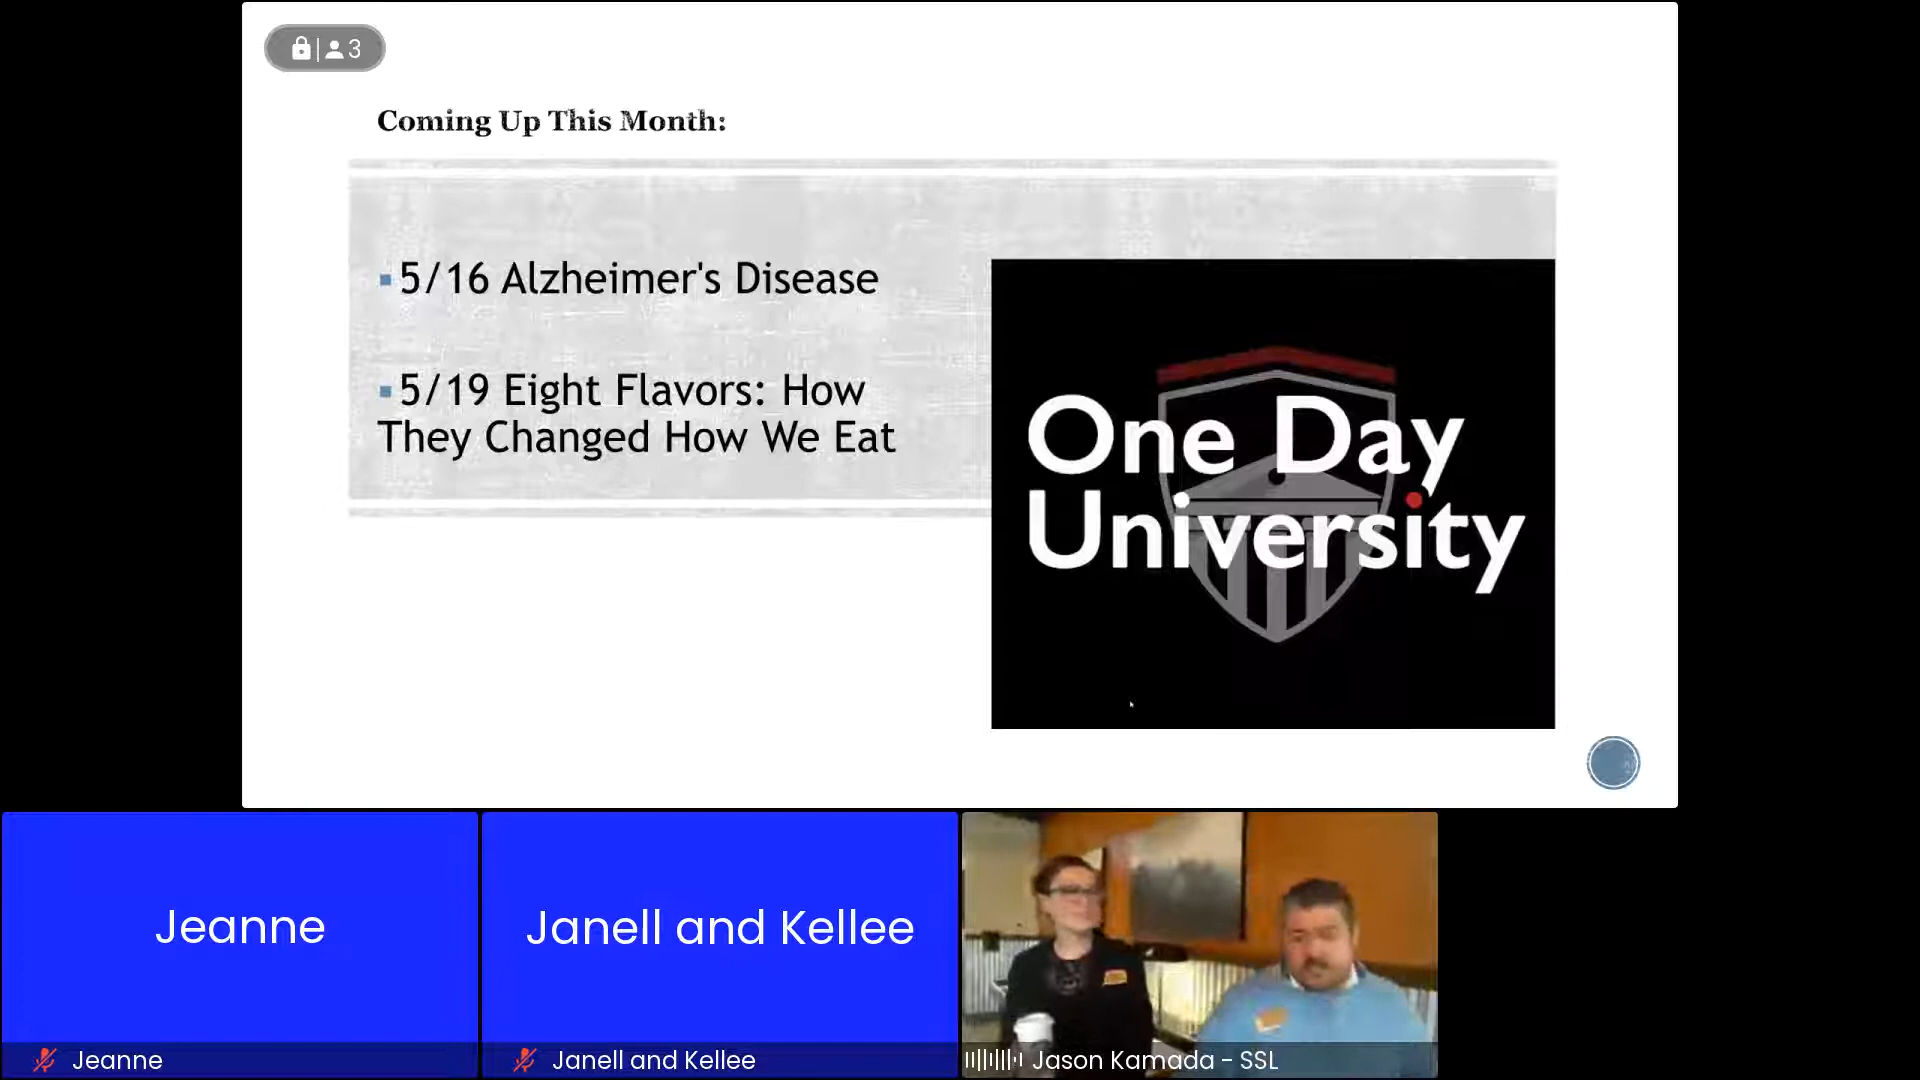 3
Coming Up This Month:
5/16 Alzheimer's Disease
5/19 Eight Flavors: How
They Changed How We Eat
One Day
University
Jeanne
Janell and Kellee
Jeanne
Janell and Kellee
Jason Kamada - SSL